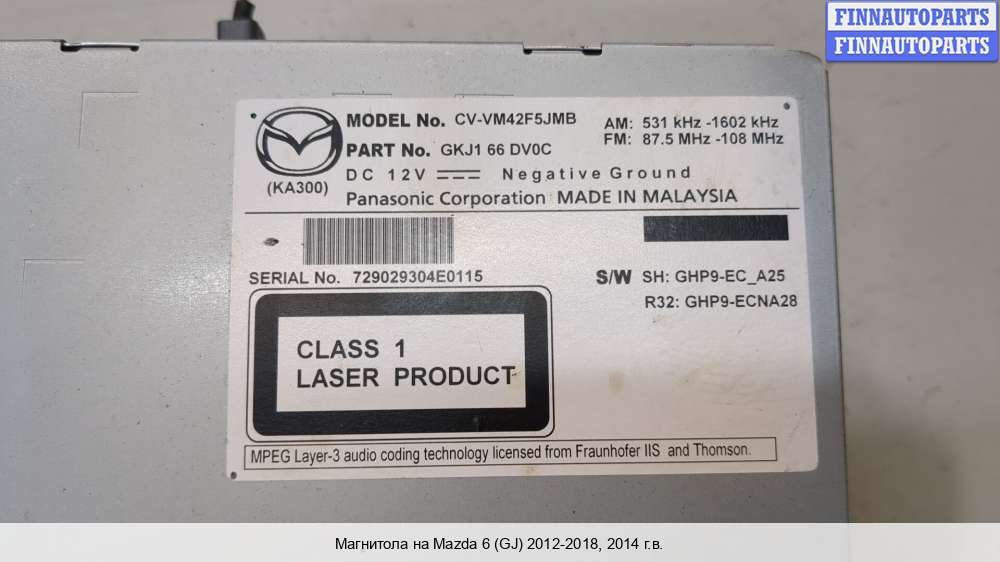 FINNAUTOPARTS
FINNAUTOPARTS
MODEL No. CV-VM42F5JMB
AM: 531 kHz -1602 kHz
PART No. GKJ1 66 DV0C
FM: 87.5 MHz -108 MHz
DC 12V Negative Ground
(KA300)
Panasonic Corporation MADE IN MALAYSIA
SERIAL No. 729029304E0115
S/W SH: GHP9-EC_A25
R32: GHP9-ECNA28
CLASS 1
LASER PRODUCT
MPEG Layer-3 audio coding technology licensed from Fraunhofer IIS and Thomson.
Магнитола на Mazda 6 (GJ) 2012-2018, 2014 г.в.